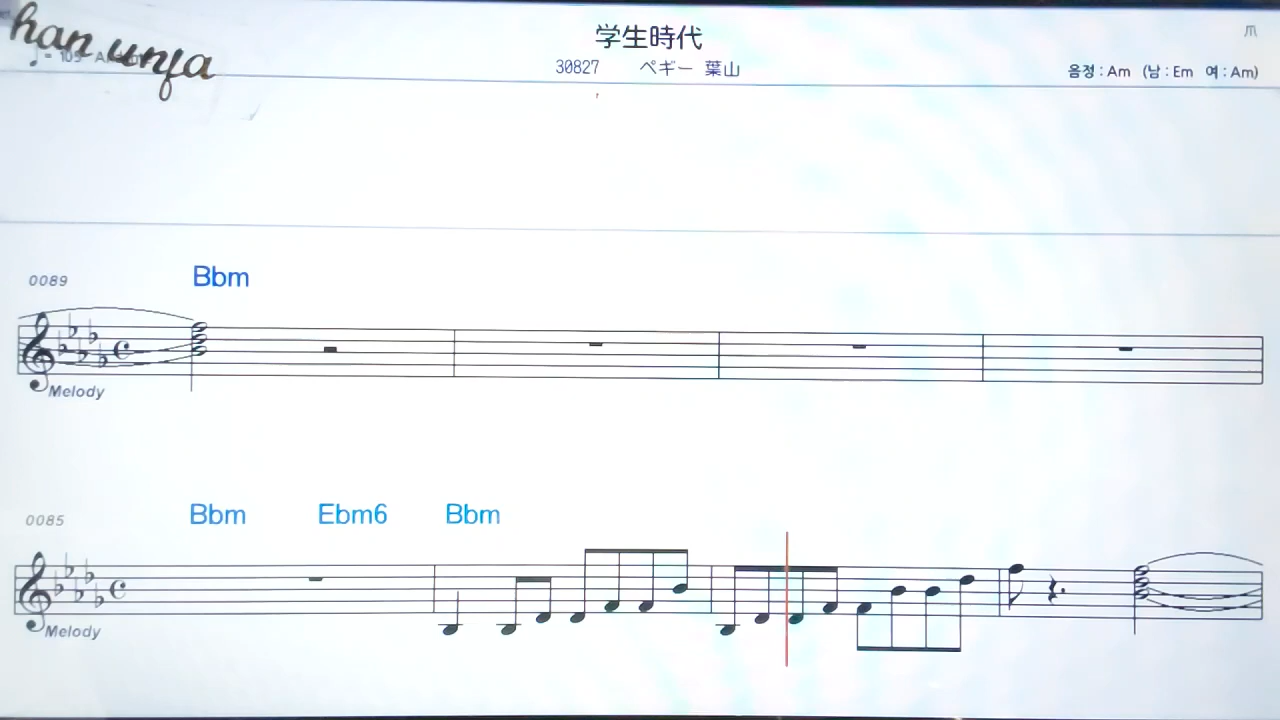 han unja
学生時代
30827 ペギー 葉山
음정 : Am (남 : Em 여 : Am)
0089
Bbm
Melody
0085
Bbm Ebm6 Bbm
Melody